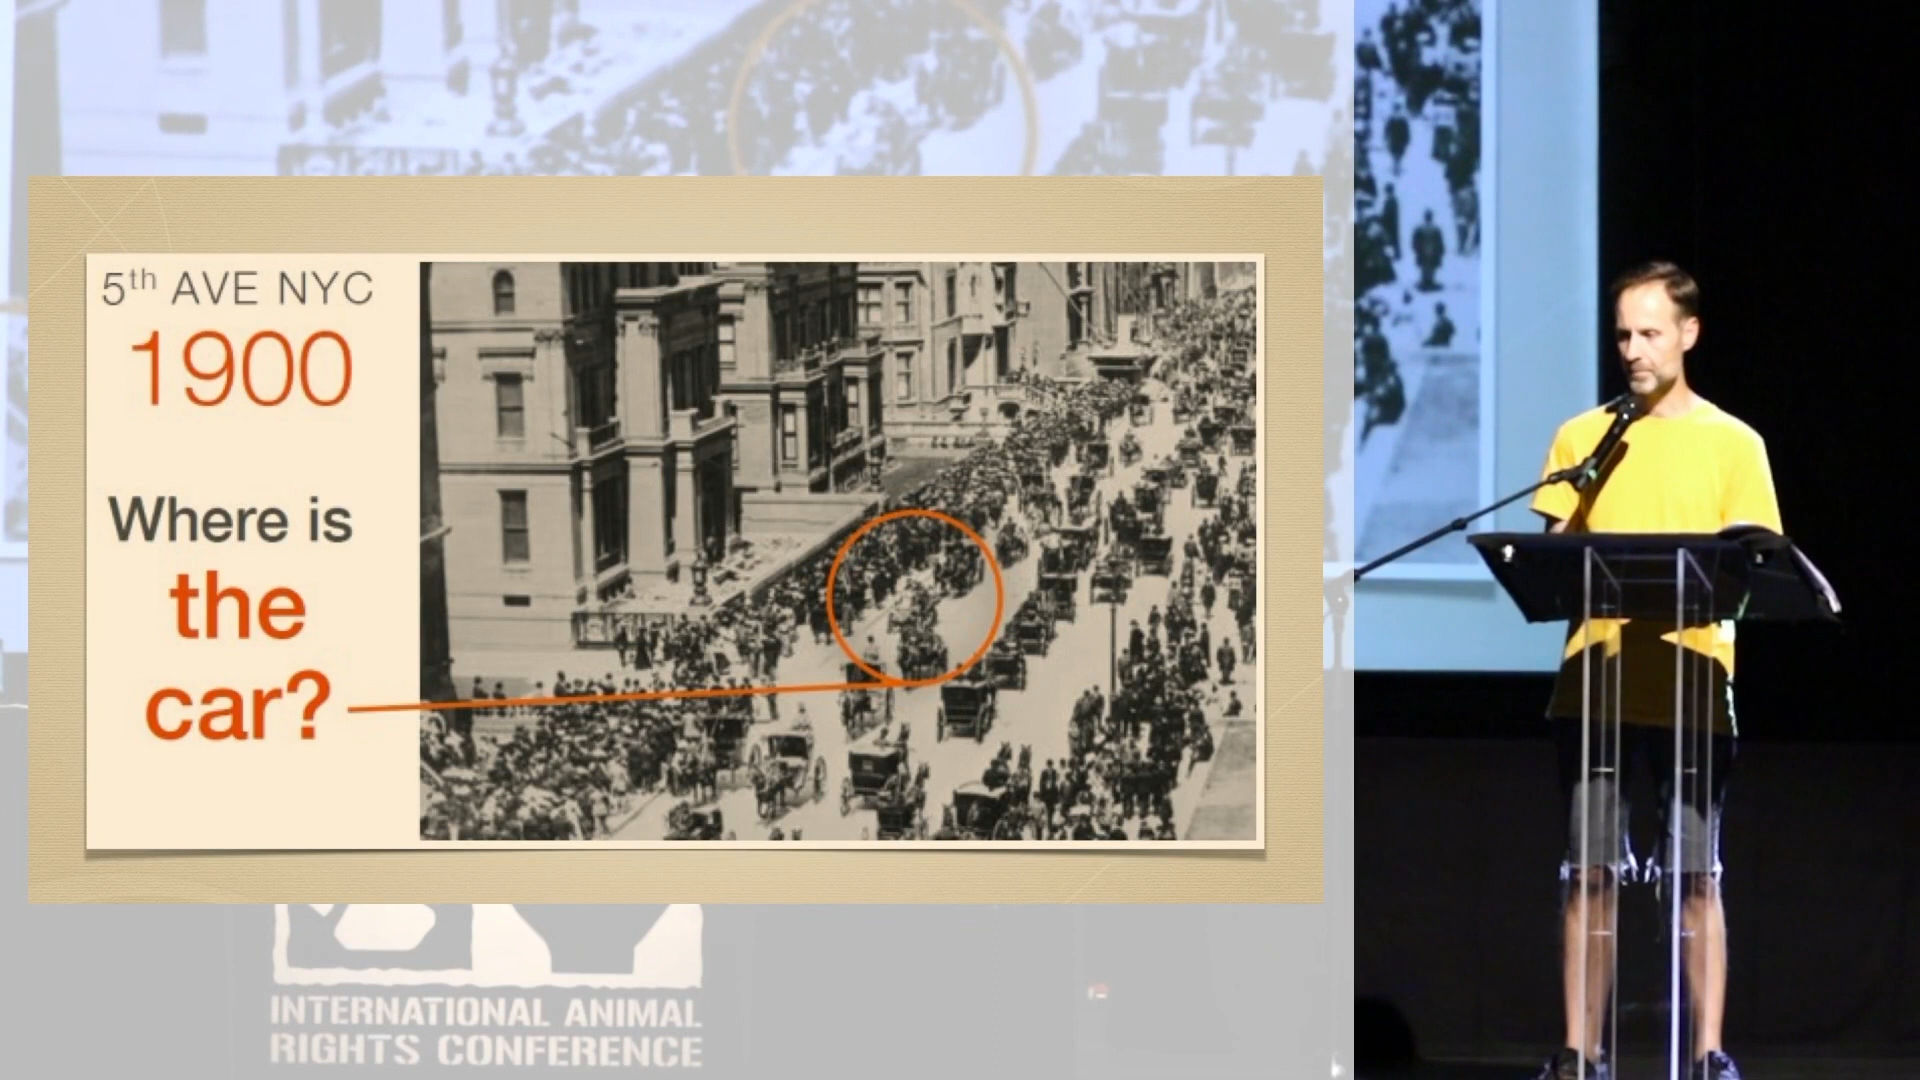 5th AVE NYC
1900
Where is
the
car?
INTERNATIONAL ANIMAL
RIGHTS CONFERENCE